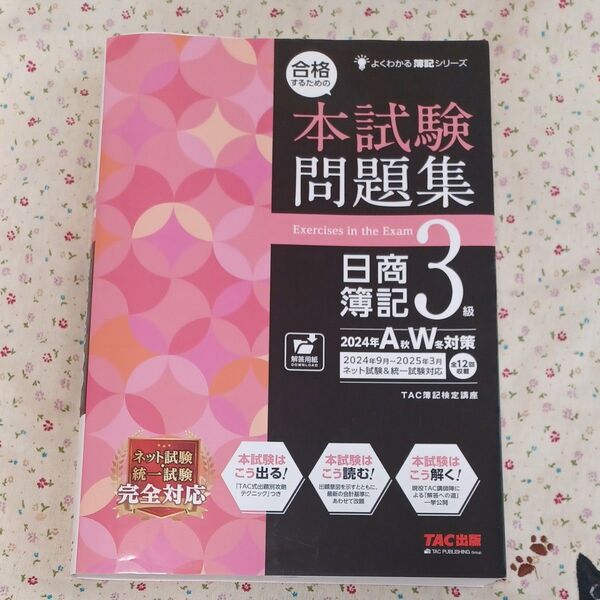 よくわかる簿記シリーズ
合格
するための
本試験
問題集
Exercises in the Exam
日商
簿記
3級
2024年A秋W冬対策
解答用紙
DOWNLOAD
2024年9月〜2025年3月
ネット試験&統一試験対応
全12回
収載
TAC簿記検定講座
ネット試験
統一試験
完全対応
本試験は
こう出る!
「TAC式出題別攻略
テクニック」つき
本試験は
こう読む!
出題意図を示すとともに、
最新の会計基準に
あわせて改題
本試験は
こう解く!
現役TAC講師陣に
よる「解答への道」
一挙公開
TAC出版
TAC PUBLISHING Group